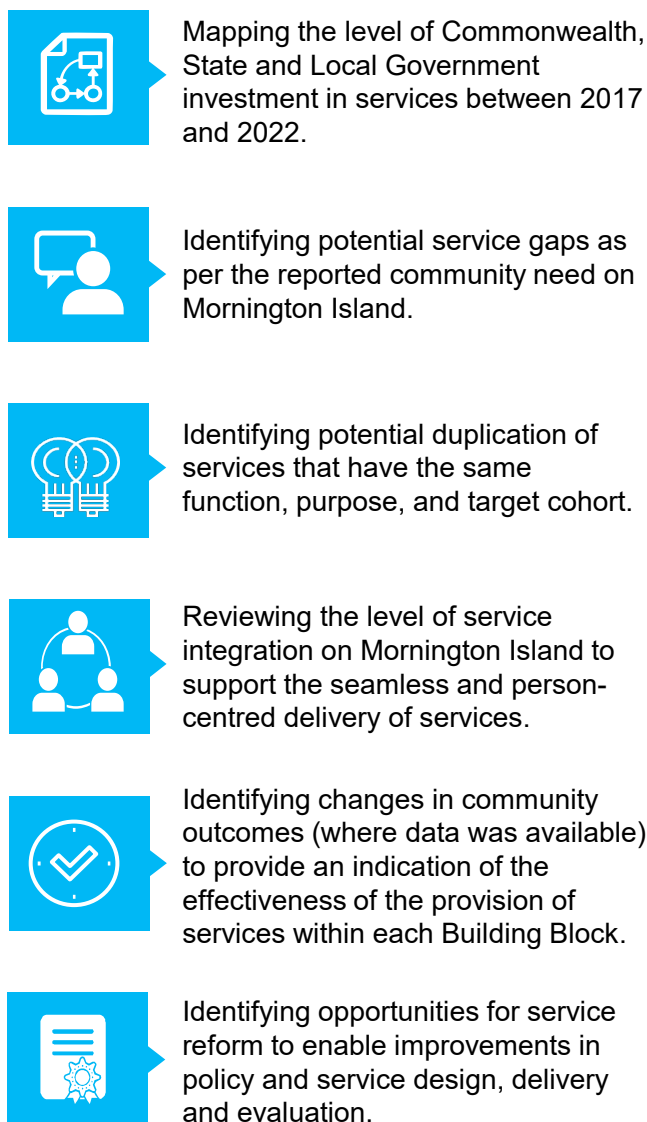 Mapping the level of Commonwealth,
State and Local Government
investment in services between 2017
and 2022.
Identifying potential service gaps as
per the reported community need on
Mornington Island.
Identifying potential duplication of
services that have the same
function, purpose, and target cohort.
Reviewing the level of service
integration on Mornington Island to
support the seamless and person-
centred delivery of services.
Identifying changes in community
outcomes (where data was available)
to provide an indication of the
effectiveness of the provision of
services within each Building Block.
Identifying opportunities for service
reform to enable improvements in
policy and service design, delivery
and evaluation.